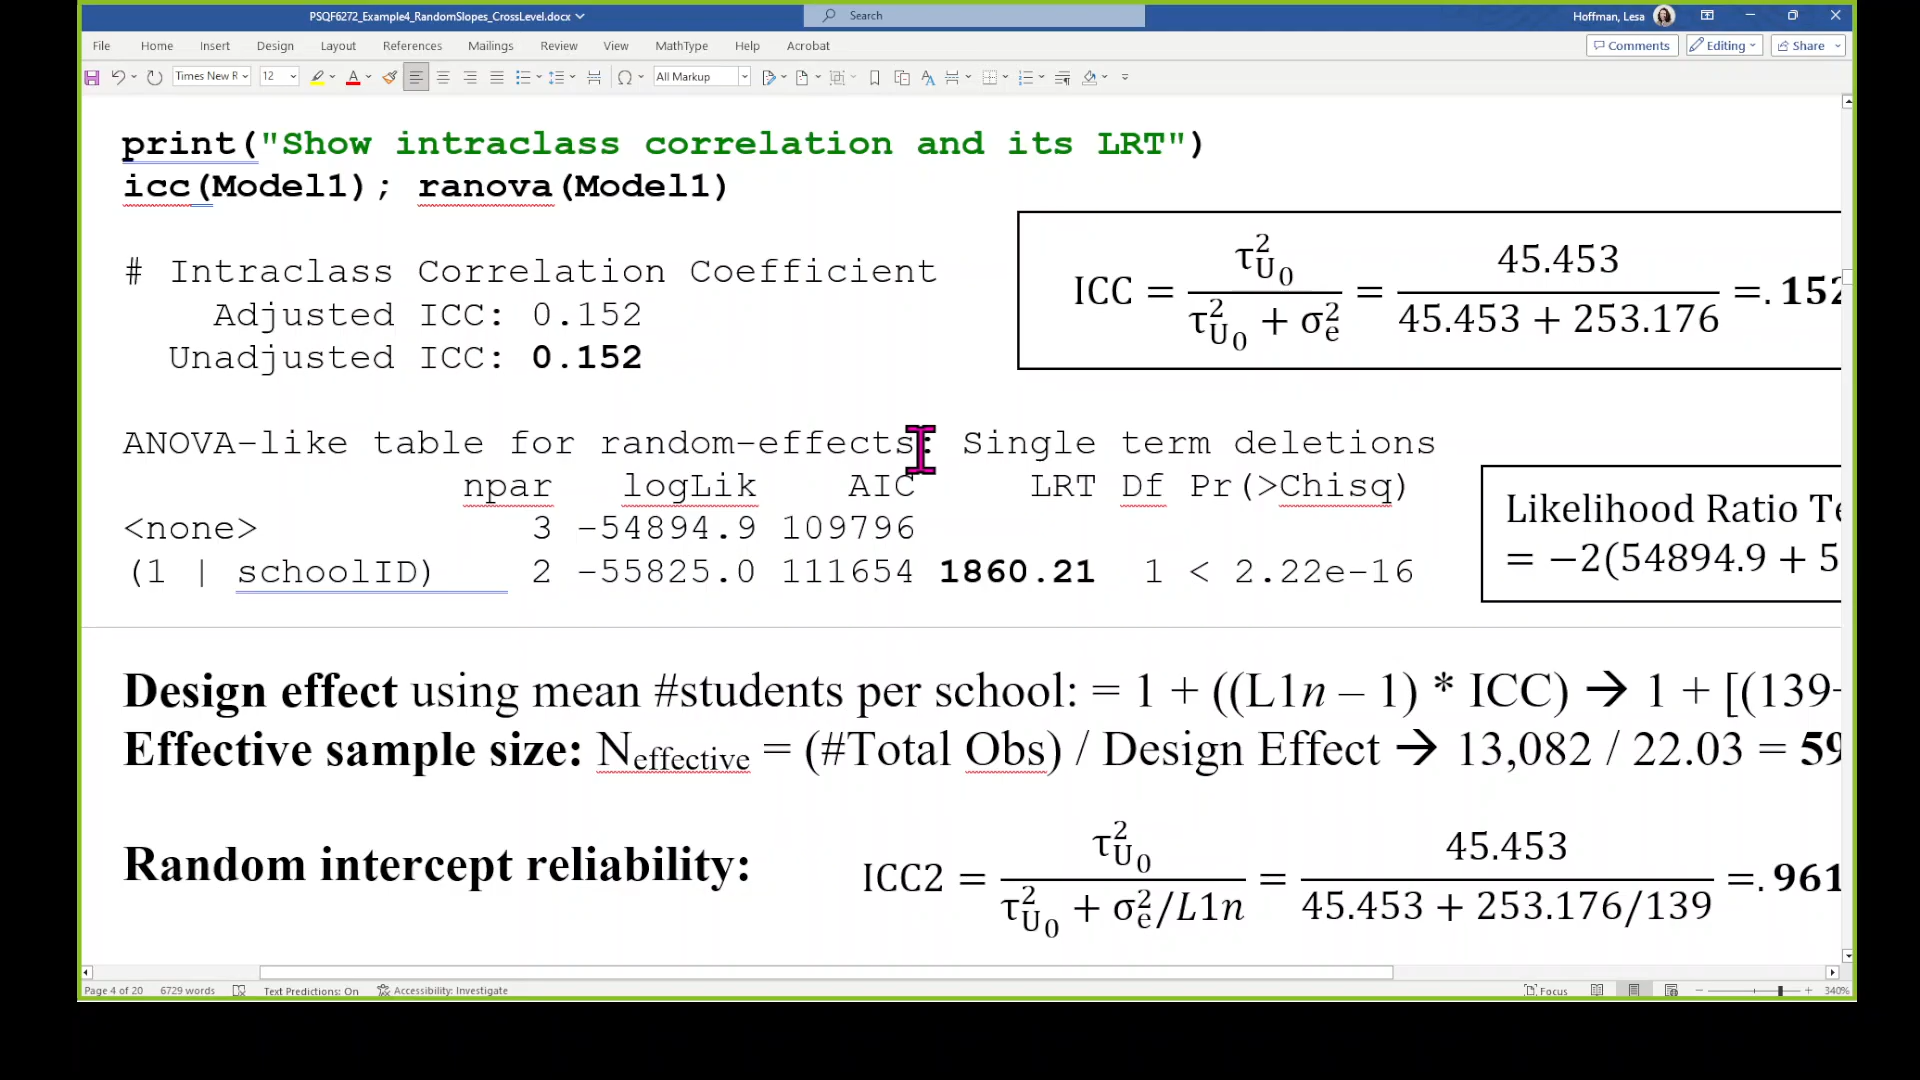 PSQF6272_Example4_RandomSlopes_CrossLevel.docx
Search
Hoffman, Lesa
File Home Insert Design Layout References Mailings Review View MathType Help Acrobat
Comments Editing Share
Times New R 12 All Markup
print("Show intraclass correlation and its LRT")
icc(Model1); ranova(Model1)
# Intraclass Correlation Coefficient
Adjusted ICC: 0.152
Unadjusted ICC: 0.152
ICC = τ²U₀ / (τ²U₀ + σ²e) = 45.453 / (45.453 + 253.176) =. 152
ANOVA-like table for random-effects: Single term deletions
npar logLik AIC LRT Df Pr(>Chisq)
<none> 3 -54894.9 109796
(1 | schoolID) 2 -55825.0 111654 1860.21 1 < 2.22e-16
Likelihood Ratio Te
= −2(54894.9 + 5
Design effect using mean #students per school: = 1 + ((L1n – 1) * ICC) → 1 + [(139-
Effective sample size: Neffective = (#Total Obs) / Design Effect → 13,082 / 22.03 = 59
Random intercept reliability:
ICC2 = τ²U₀ / (τ²U₀ + σ²e/L1n) = 45.453 / (45.453 + 253.176/139) =. 961
Page 4 of 20 6729 words Text Predictions: On Accessibility: Investigate Focus 340%